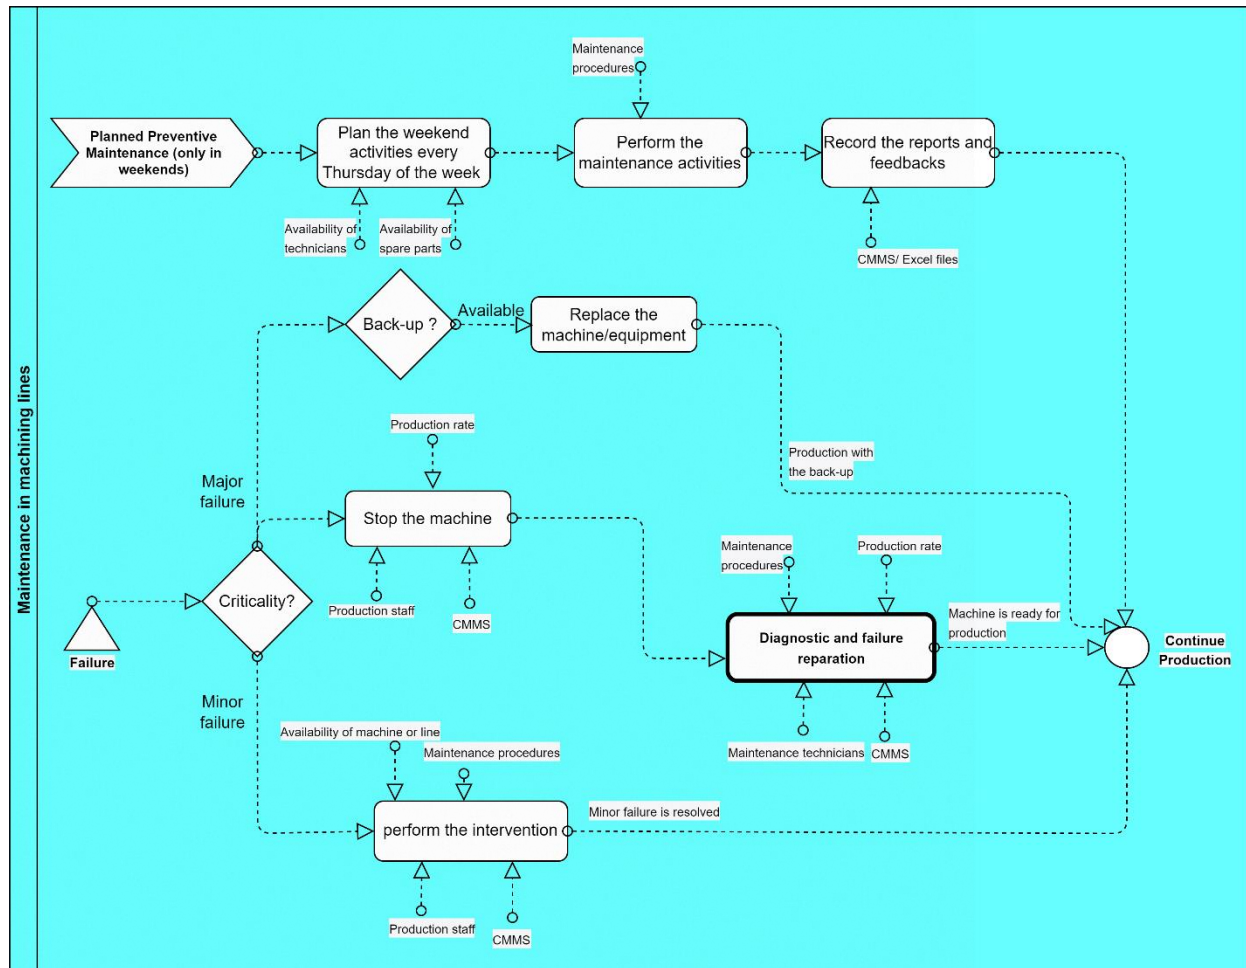 Maintenance in machining lines
Maintenance
procedures
Planned Preventive
Maintenance (only in
weekends)
Plan the weekend
activities every
Thursday of the week
Perform the
maintenance activities
Record the reports and
feedbacks
Availability of
technicians
Availability of
spare parts
CMMS/ Excel files
Back-up ?
Available
Replace the
machine/equipment
Production rate
Production with
the back-up
Major
failure
Stop the machine
Maintenance
procedures
Production rate
Criticality?
Production staff
CMMS
Machine is ready for
production
Failure
Diagnostic and failure
reparation
Continue
Production
Minor
failure
Availability of machine or line
Maintenance procedures
Maintenance technicians
CMMS
Minor failure is resolved
perform the intervention
Production staff
CMMS